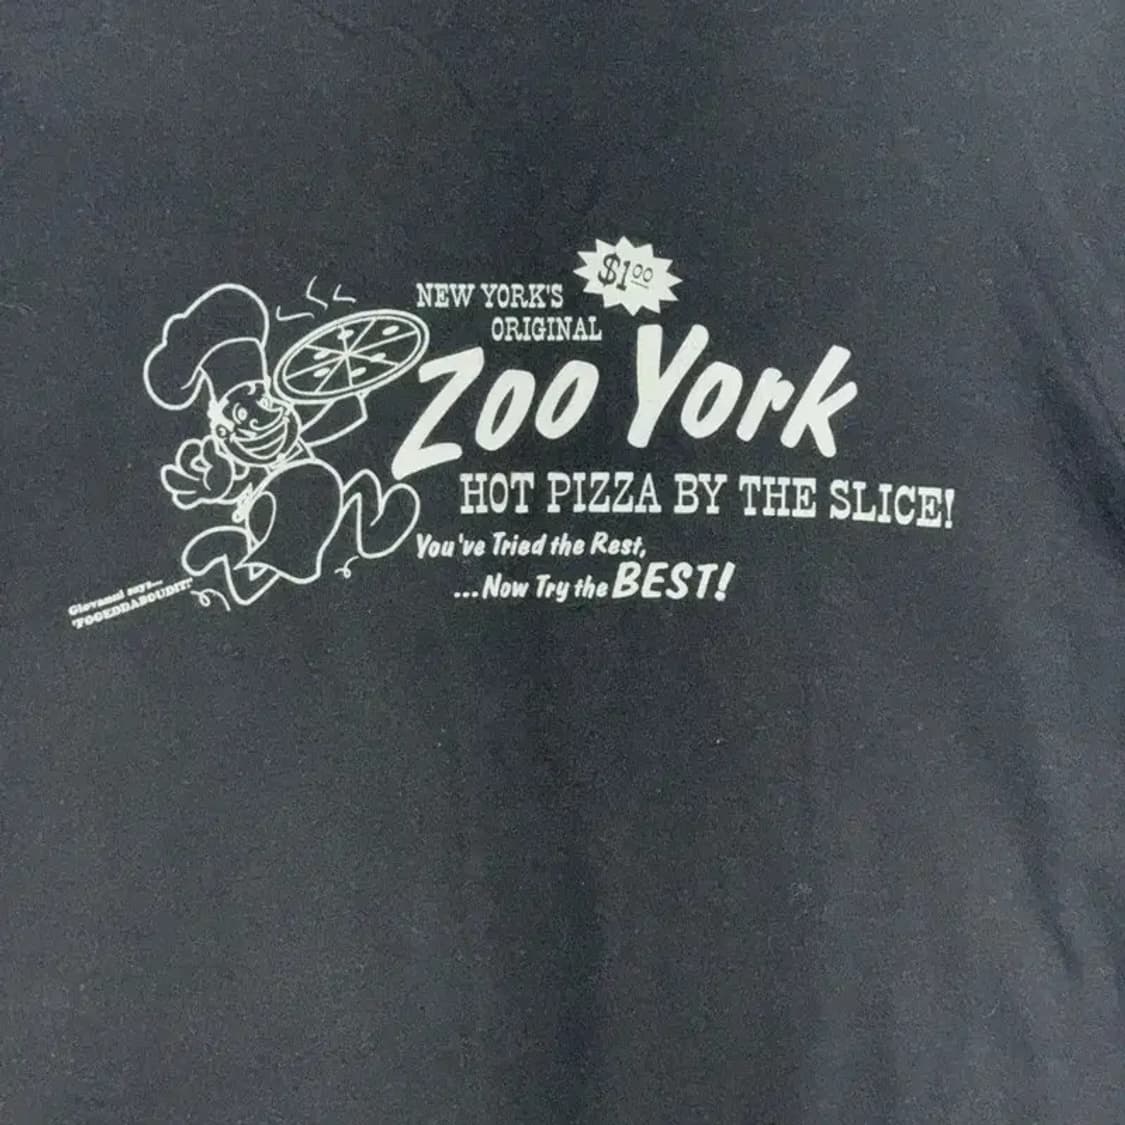 $1.00
NEW YORK'S
ORIGINAL
Zoo York
HOT PIZZA BY THE SLICE!
You've Tried the Rest,
...Now Try the BEST!
Giovanni says...
"FOGEDDABOUDIT!"